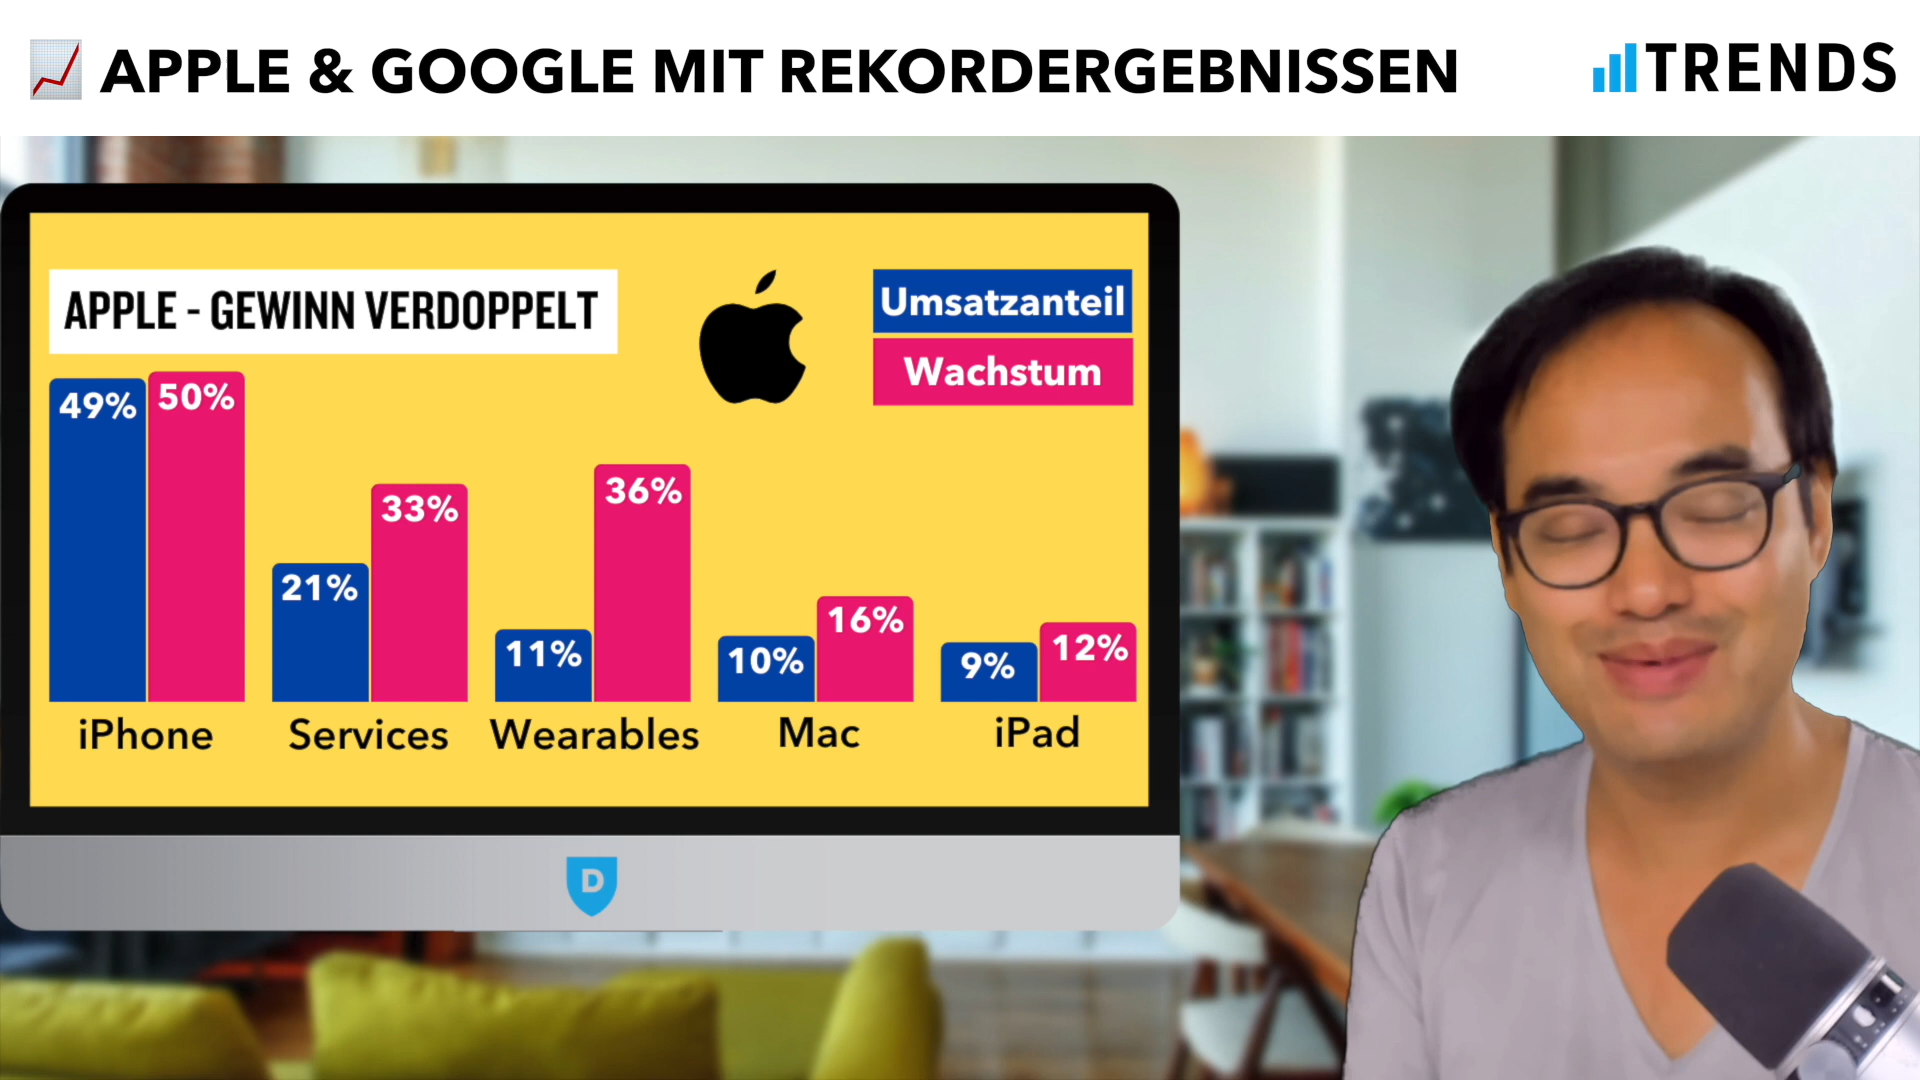 APPLE & GOOGLE MIT REKORDERGEBNISSEN
TRENDS
APPLE - GEWINN VERDOPPELT
Umsatzanteil
Wachstum
49%
50%
21%
33%
11%
36%
10%
16%
9%
12%
iPhone
Services
Wearables
Mac
iPad
D